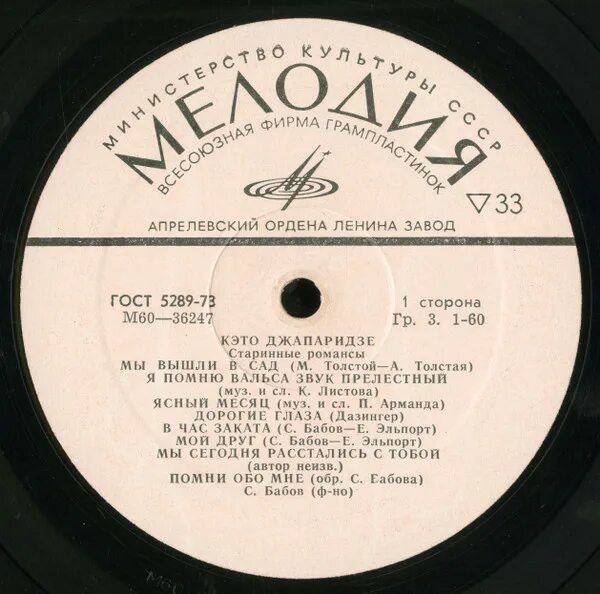 МИНИСТЕРСТВО КУЛЬТУРЫ СССР
МЕЛОДИЯ
ВСЕСОЮЗНАЯ ФИРМА ГРАМПЛАСТИНОК
▽33
АПРЕЛЕВСКИЙ ОРДЕНА ЛЕНИНА ЗАВОД
ГОСТ 5289-73
М60—36247
1 сторона
Гр. 3. 1-60
КЭТО ДЖАПАРИДЗЕ
Старинные романсы
МЫ ВЫШЛИ В САД (М. Толстой—А. Толстая)
Я ПОМНЮ ВАЛЬСА ЗВУК ПРЕЛЕСТНЫЙ
(муз. и сл. К. Листова)
ЯСНЫЙ МЕСЯЦ (муз. и сл. П. Арманда)
ДОРОГИЕ ГЛАЗА (Дазингер)
В ЧАС ЗАКАТА (С. Бабов—Е. Эльпорт)
МОЙ ДРУГ (С. Бабов—Е. Эльпорт)
МЫ СЕГОДНЯ РАССТАЛИСЬ С ТОБОЙ
(автор неизв.)
ПОМНИ ОБО МНЕ (обр. С. Еабова)
С. Бабов (ф-но)
М60